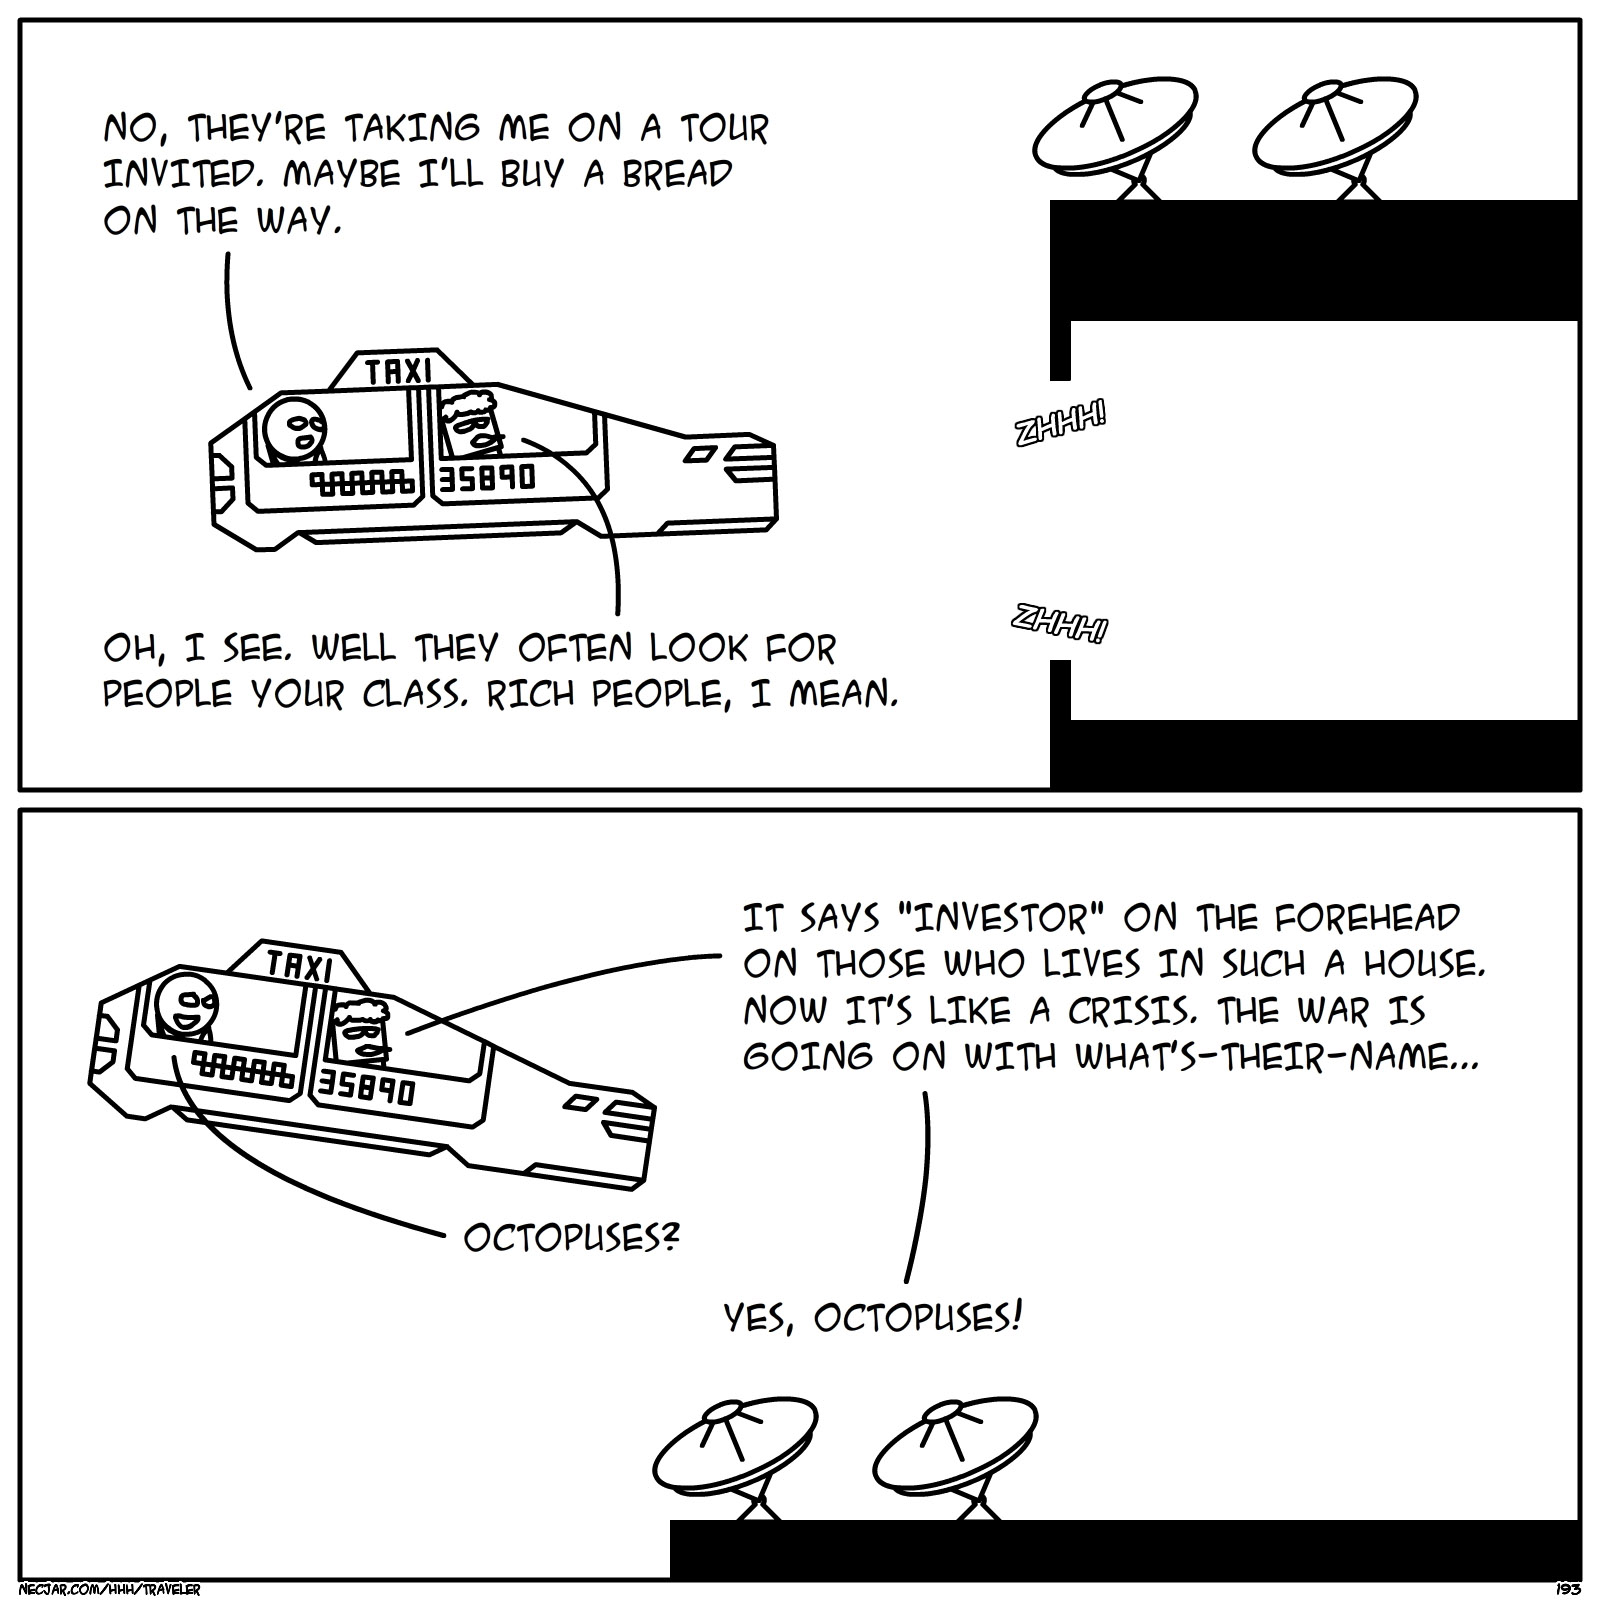 NO, THEY'RE TAKING ME ON A TOUR
INVITED. MAYBE I'LL BUY A BREAD
ON THE WAY.
TAXI
35890
ZHHH!
ZHHH!
OH, I SEE. WELL THEY OFTEN LOOK FOR
PEOPLE YOUR CLASS. RICH PEOPLE, I MEAN.
IT SAYS "INVESTOR" ON THE FOREHEAD
ON THOSE WHO LIVES IN SUCH A HOUSE.
NOW IT'S LIKE A CRISIS. THE WAR IS
GOING ON WITH WHAT'S-THEIR-NAME...
TAXI
35890
OCTOPUSES?
YES, OCTOPUSES!
NECJAR.COM/HHH/TRAVELER
193